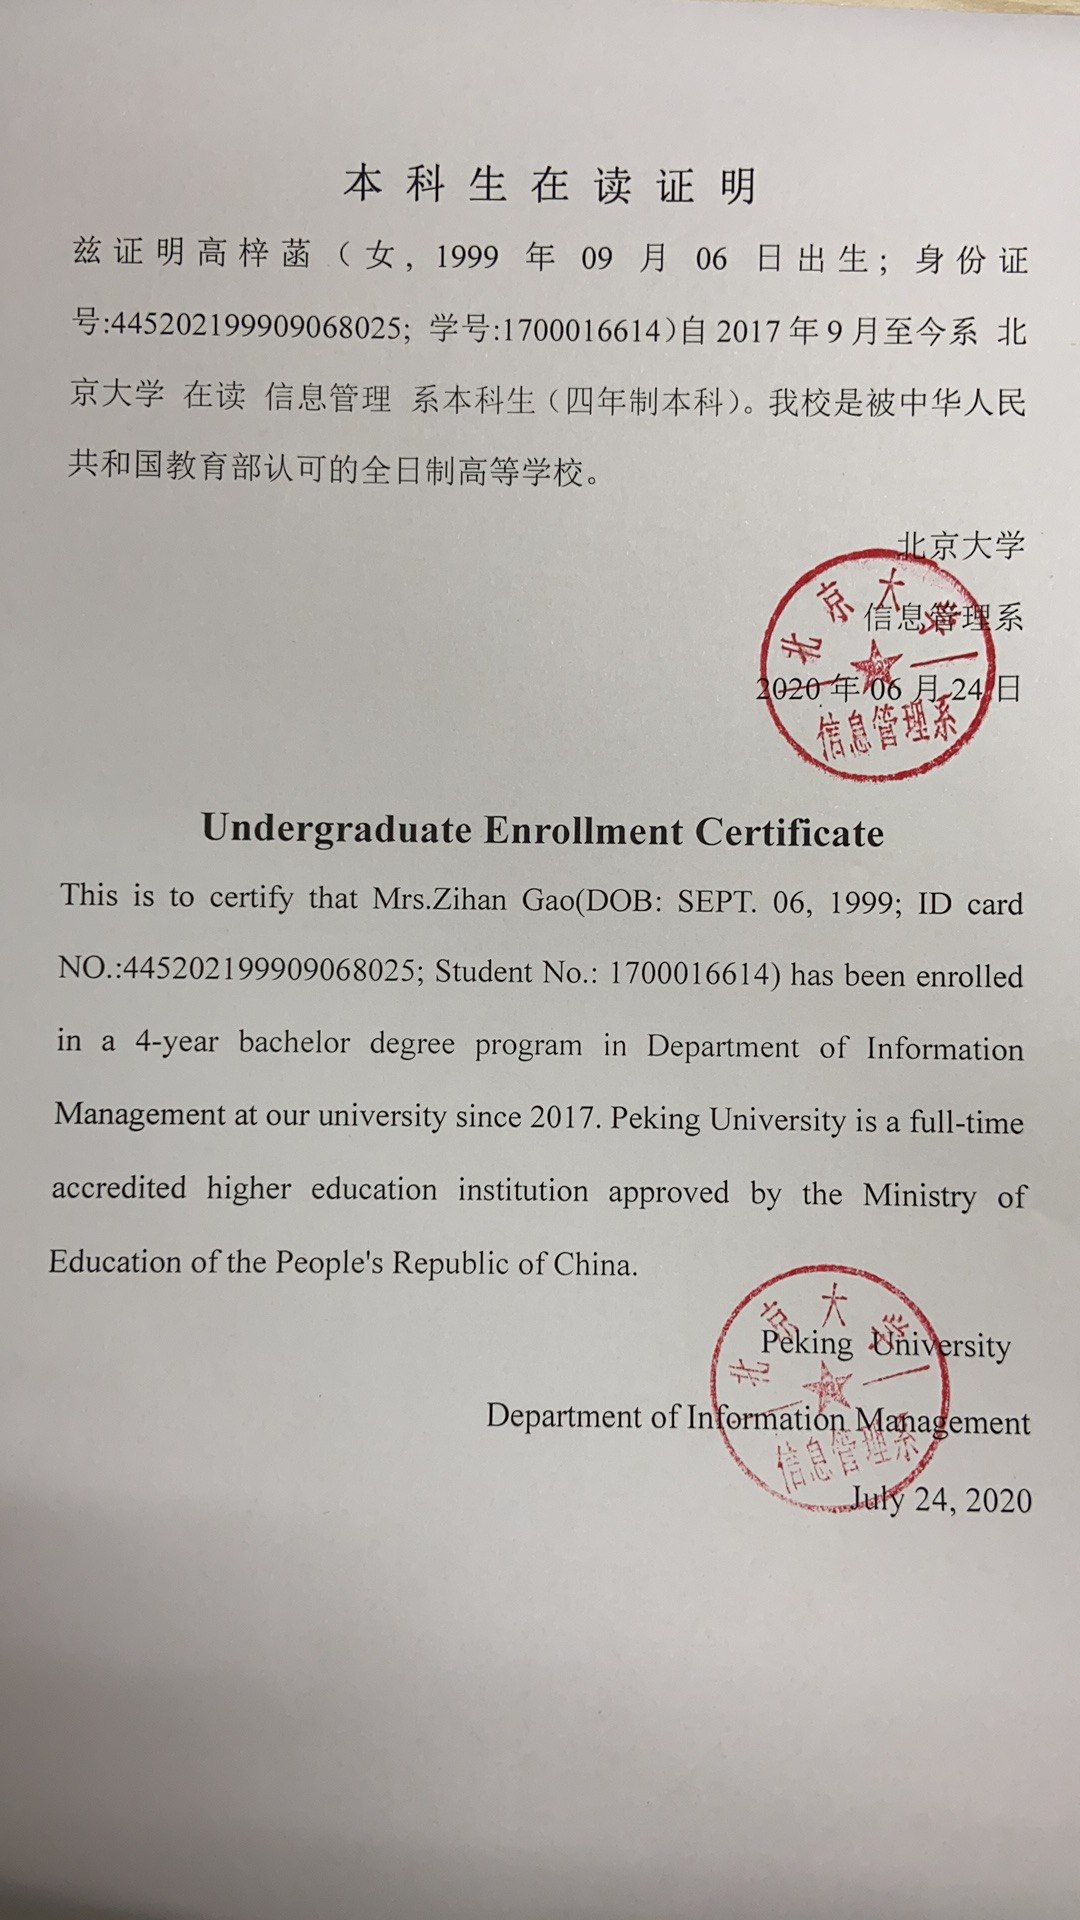 本科生在读证明
兹证明高梓菡（女, 1999 年 09 月 06 日出生; 身份证
号:445202199909068025; 学号:1700016614)自 2017 年 9 月至今系 北
京大学 在读 信息管理 系本科生（四年制本科）。我校是被中华人民
共和国教育部认可的全日制高等学校。
北京大学
信息管理系
2020 年 06 月 24 日
北京大学
信息管理系
Undergraduate Enrollment Certificate
This is to certify that Mrs.Zihan Gao(DOB: SEPT. 06, 1999; ID card
NO.:445202199909068025; Student No.: 1700016614) has been enrolled
in a 4-year bachelor degree program in Department of Information
Management at our university since 2017. Peking University is a full-time
accredited higher education institution approved by the Ministry of
Education of the People's Republic of China.
Peking University
Department of Information Management
July 24, 2020
北京大学
信息管理系